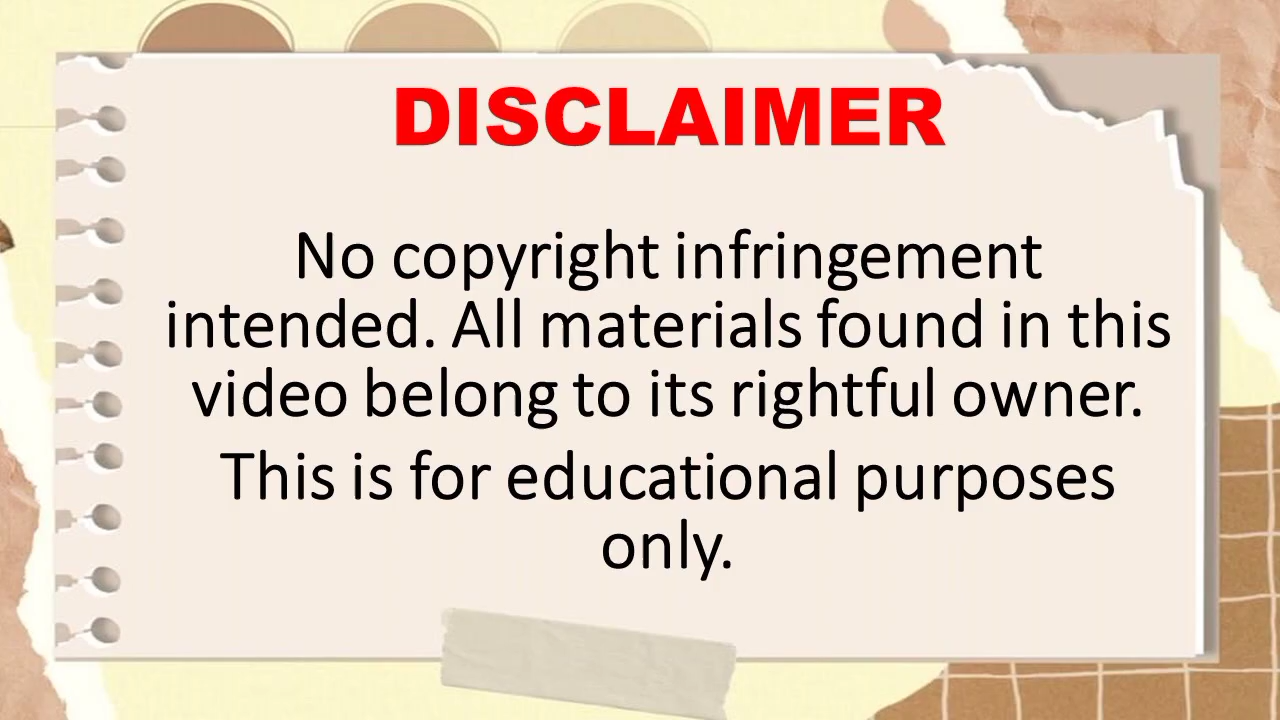 DISCLAIMER
No copyright infringement
intended. All materials found in this
video belong to its rightful owner.
This is for educational purposes
only.